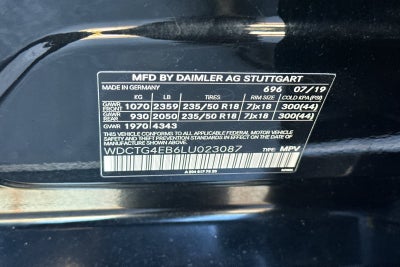 MFD BY DAIMLER AG STUTTGART
MADE IN GERMANY 696 07/19
KG LB TIRES RIM SIZE COLD KPA(PSI)
GAWR FRONT 1070 2359 235/50 R18 7Jx18 300(44)
GAWR REAR 930 2050 235/50 R18 7Jx18 300(44)
GVWR 1970 4343
THIS VEHICLE CONFORMS TO ALL APPLICABLE FEDERAL MOTOR VEHICLE
SAFETY AND THEFT PREVENTION STANDARDS IN EFFECT ON THE DATE OF
MANUFACTURE SHOWN ABOVE.
WDCTG4EB6LU023087 TYPE: MPV